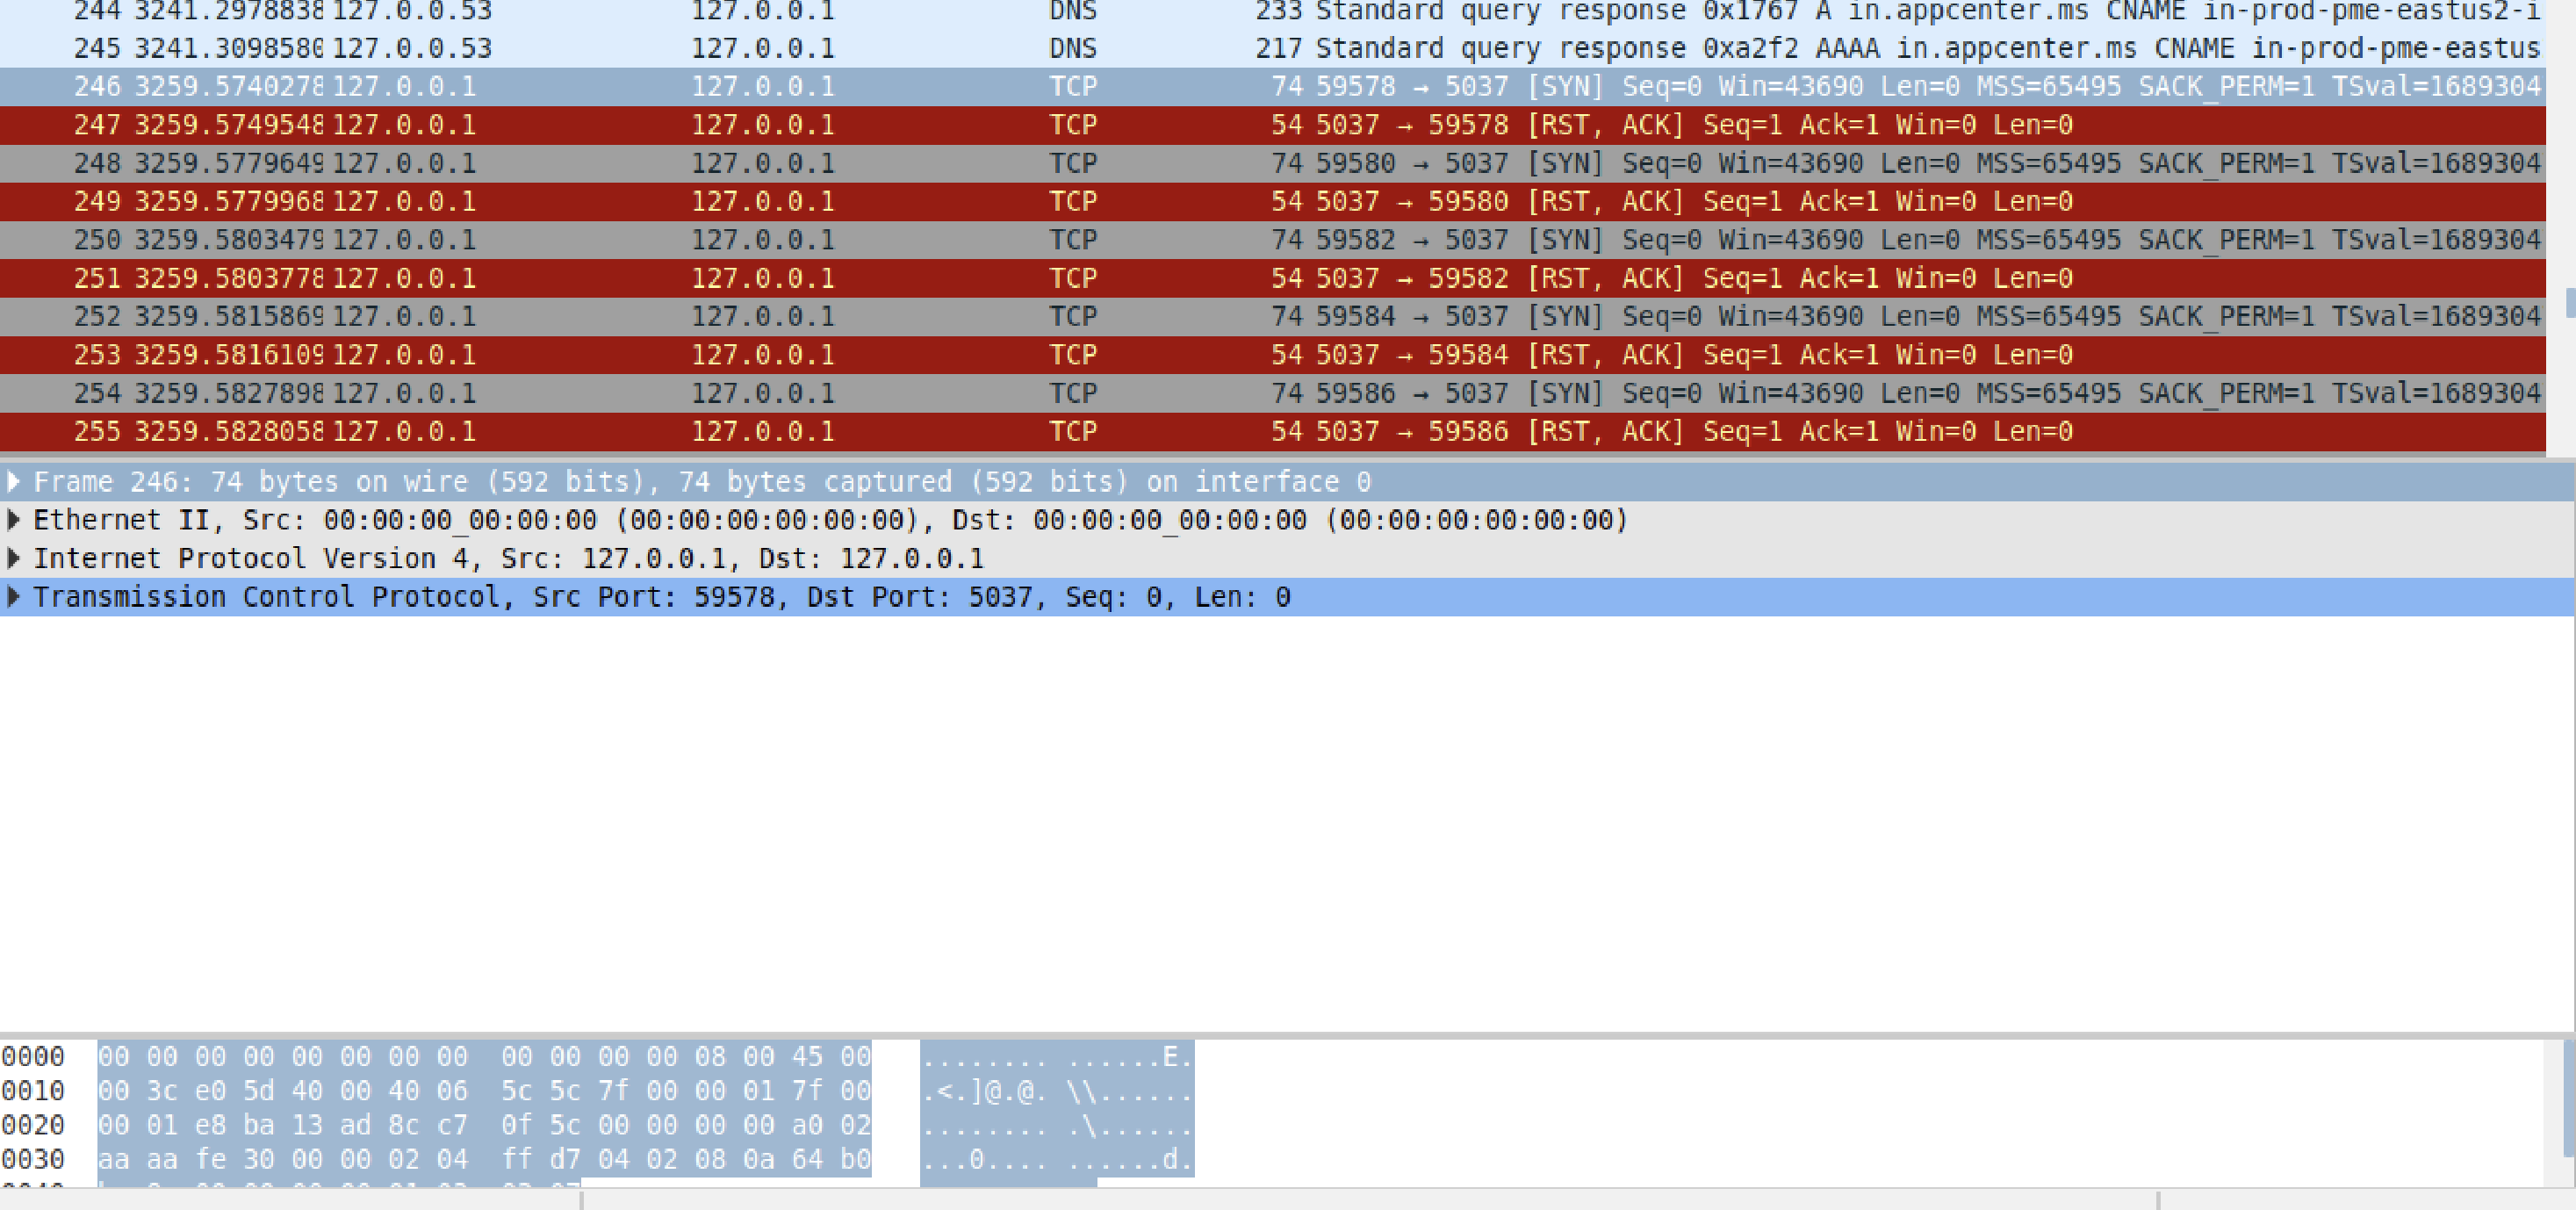 244 3241.2978838 127.0.0.53 127.0.0.1 DNS 233 Standard query response 0x1767 A in.appcenter.ms CNAME in-prod-pme-eastus2-i
245 3241.3098580 127.0.0.53 127.0.0.1 DNS 217 Standard query response 0xa2f2 AAAA in.appcenter.ms CNAME in-prod-pme-eastus
246 3259.5740278 127.0.0.1 127.0.0.1 TCP 74 59578 → 5037 [SYN] Seq=0 Win=43690 Len=0 MSS=65495 SACK_PERM=1 TSval=1689304
247 3259.5749548 127.0.0.1 127.0.0.1 TCP 54 5037 → 59578 [RST, ACK] Seq=1 Ack=1 Win=0 Len=0
248 3259.5779649 127.0.0.1 127.0.0.1 TCP 74 59580 → 5037 [SYN] Seq=0 Win=43690 Len=0 MSS=65495 SACK_PERM=1 TSval=1689304
249 3259.5779968 127.0.0.1 127.0.0.1 TCP 54 5037 → 59580 [RST, ACK] Seq=1 Ack=1 Win=0 Len=0
250 3259.5803479 127.0.0.1 127.0.0.1 TCP 74 59582 → 5037 [SYN] Seq=0 Win=43690 Len=0 MSS=65495 SACK_PERM=1 TSval=1689304
251 3259.5803778 127.0.0.1 127.0.0.1 TCP 54 5037 → 59582 [RST, ACK] Seq=1 Ack=1 Win=0 Len=0
252 3259.5815869 127.0.0.1 127.0.0.1 TCP 74 59584 → 5037 [SYN] Seq=0 Win=43690 Len=0 MSS=65495 SACK_PERM=1 TSval=1689304
253 3259.5816109 127.0.0.1 127.0.0.1 TCP 54 5037 → 59584 [RST, ACK] Seq=1 Ack=1 Win=0 Len=0
254 3259.5827898 127.0.0.1 127.0.0.1 TCP 74 59586 → 5037 [SYN] Seq=0 Win=43690 Len=0 MSS=65495 SACK_PERM=1 TSval=1689304
255 3259.5828058 127.0.0.1 127.0.0.1 TCP 54 5037 → 59586 [RST, ACK] Seq=1 Ack=1 Win=0 Len=0
Frame 246: 74 bytes on wire (592 bits), 74 bytes captured (592 bits) on interface 0
Ethernet II, Src: 00:00:00_00:00:00 (00:00:00:00:00:00), Dst: 00:00:00_00:00:00 (00:00:00:00:00:00)
Internet Protocol Version 4, Src: 127.0.0.1, Dst: 127.0.0.1
Transmission Control Protocol, Src Port: 59578, Dst Port: 5037, Seq: 0, Len: 0
0000 00 00 00 00 00 00 00 00 00 00 00 00 08 00 45 00 ........ ......E.
0010 00 3c e0 5d 40 00 40 06 5c 5c 7f 00 00 01 7f 00 .<.]@.@. \\......
0020 00 01 e8 ba 13 ad 8c c7 0f 5c 00 00 00 00 a0 02 ........ .\......
0030 aa aa fe 30 00 00 02 04 ff d7 04 02 08 0a 64 b0 ...0.... ......d.